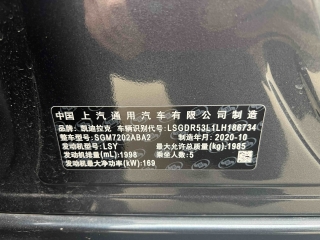 中国上汽通用汽车有限公司制造
品牌: 凯迪拉克 车辆识别代号: LSGDR53L1LH188734
整车型号: SGM7202ABA2 制造年月: 2020-10
发动机型号: LSY 最大允许总质量(kg): 1985
发动机排量(mL): 1998 乘坐人数: 5
发动机最大净功率(kW): 169